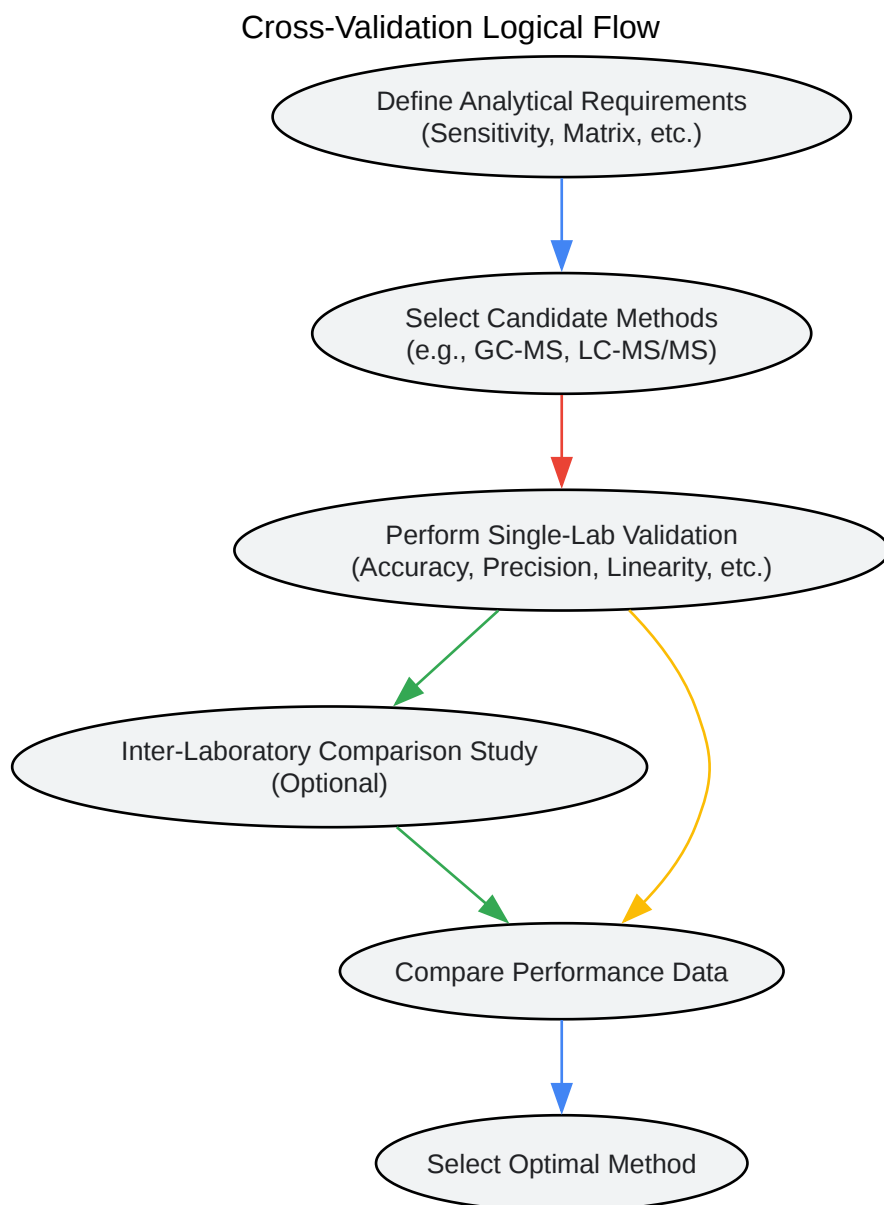 Cross-Validation Logical Flow
Define Analytical Requirements
(Sensitivity, Matrix, etc.)
Select Candidate Methods
(e.g., GC-MS, LC-MS/MS)
Perform Single-Lab Validation
(Accuracy, Precision, Linearity, etc.)
Inter-Laboratory Comparison Study
(Optional)
Compare Performance Data
Select Optimal Method